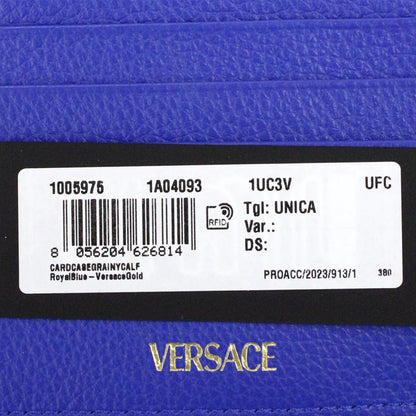 1005976 1A04093 1UC3V UFC
RFID
Tgl: UNICA
Var.:
DS:
8 056204 626814
CARDCASEGRAINYCALF
RoyalBlue-VersaceGold
PROACC/2023/913/1 380
VERSACE